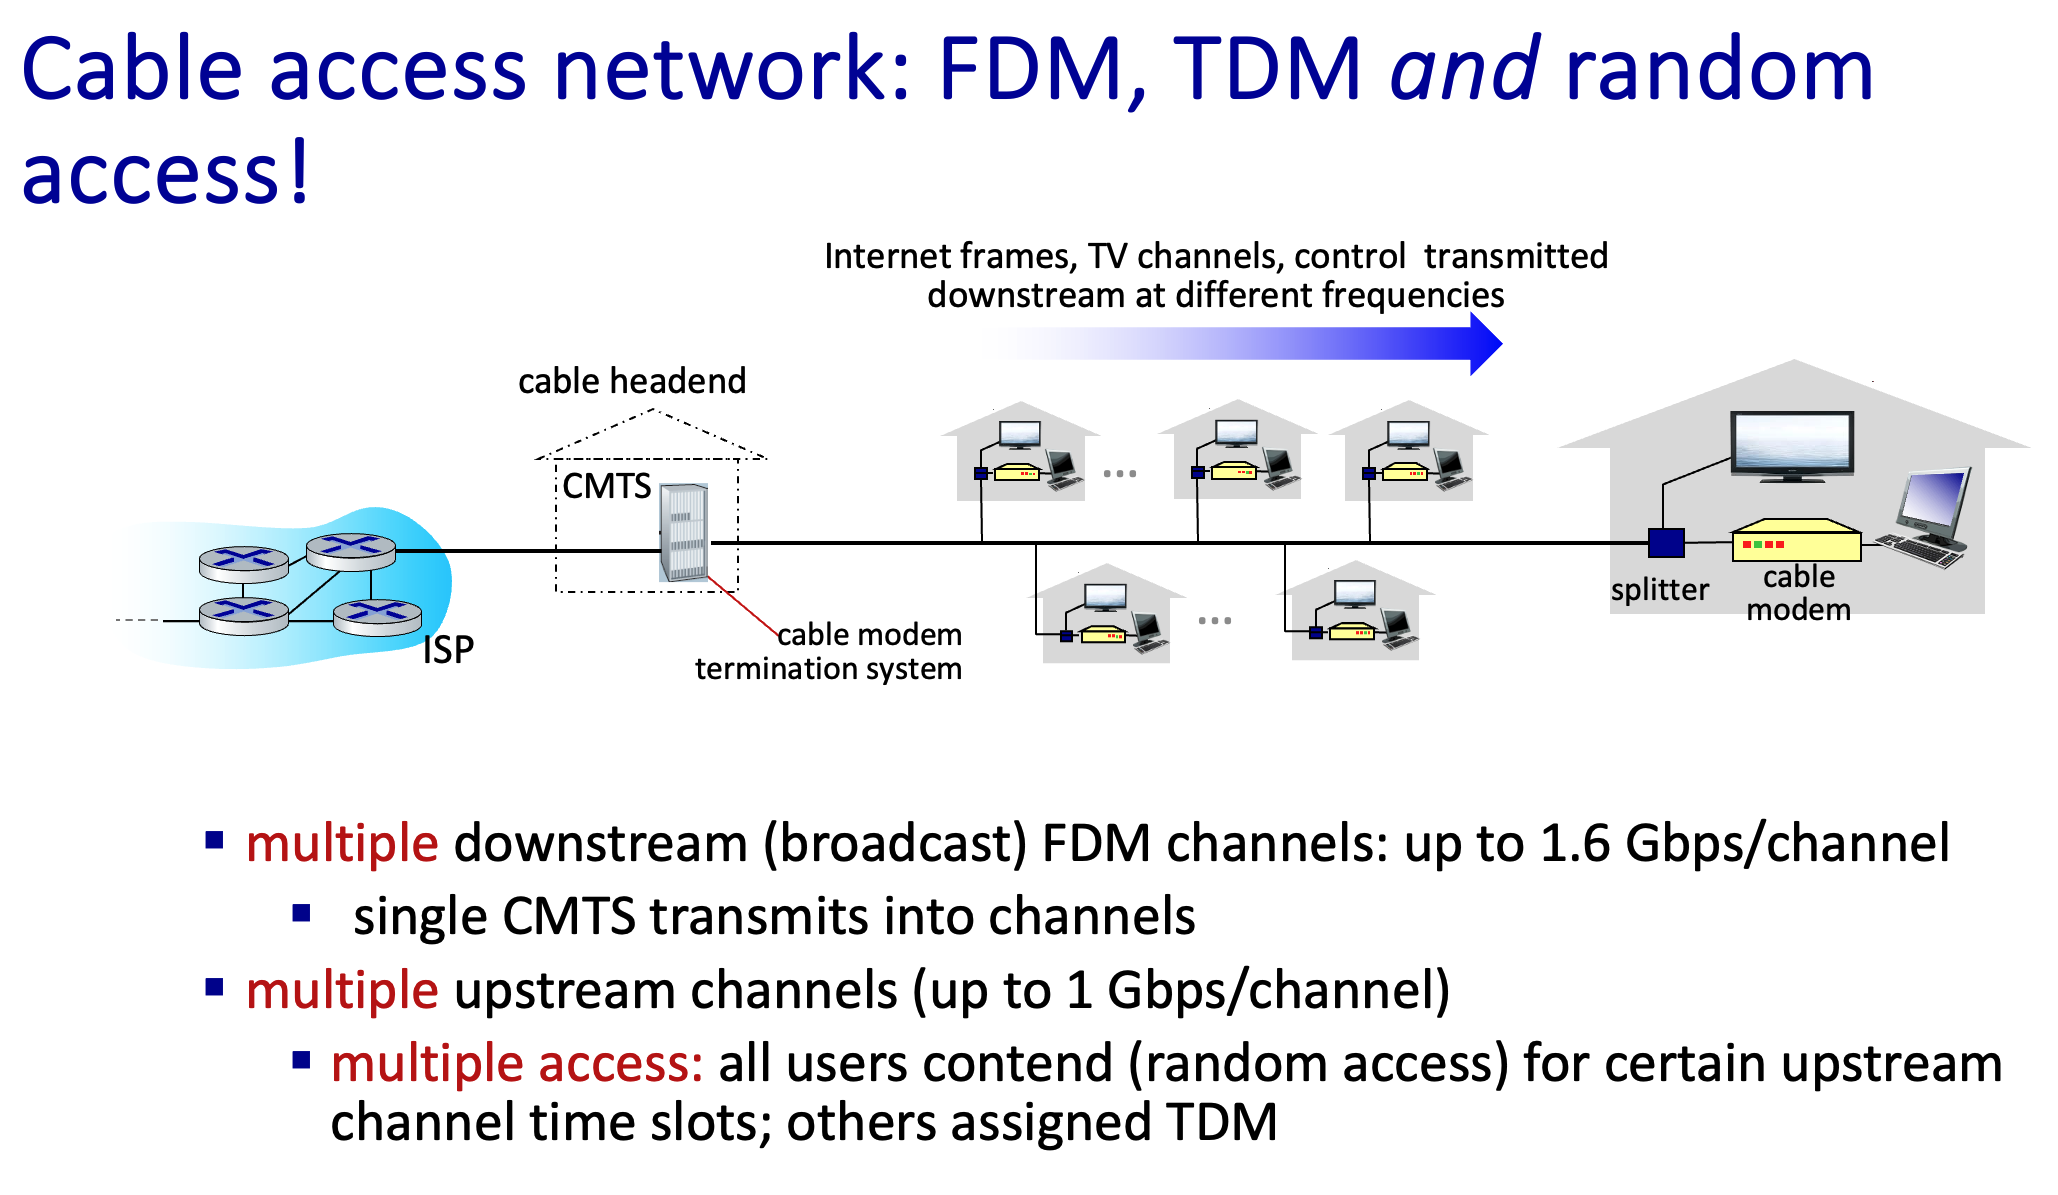 Cable access network: FDM, TDM and random
access!
Internet frames, TV channels, control transmitted
downstream at different frequencies
cable headend
CMTS
ISP
cable modem
termination system
splitter
cable
modem
multiple downstream (broadcast) FDM channels: up to 1.6 Gbps/channel
single CMTS transmits into channels
multiple upstream channels (up to 1 Gbps/channel)
multiple access: all users contend (random access) for certain upstream
channel time slots; others assigned TDM